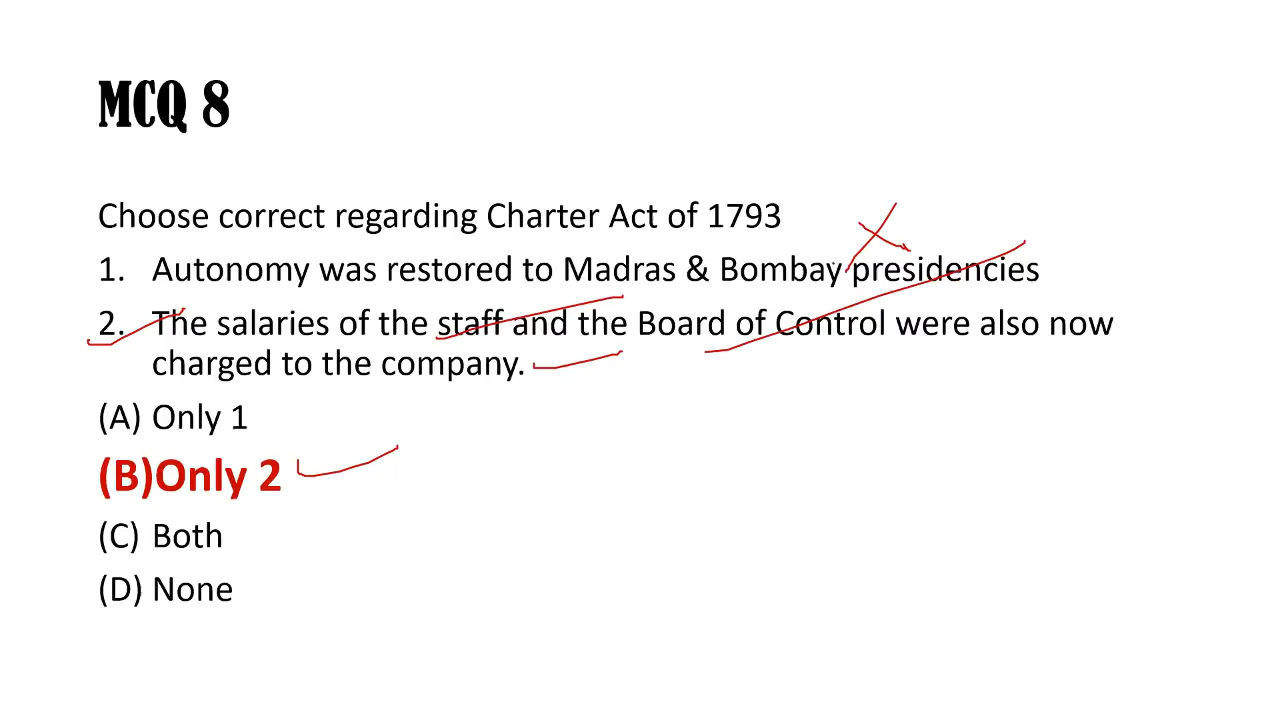 MCQ 8
Choose correct regarding Charter Act of 1793
1. Autonomy was restored to Madras & Bombay presidencies
2. The salaries of the staff and the Board of Control were also now
charged to the company.
(A) Only 1
(B)Only 2
(C) Both
(D) None